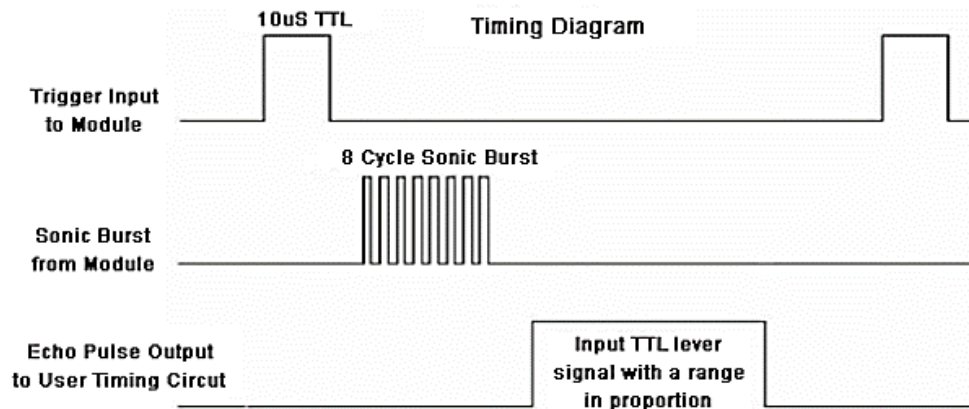 10uS TTL
Timing Diagram
Trigger Input
to Module
8 Cycle Sonic Burst
Sonic Burst
from Module
Echo Pulse Output
to User Timing Circut
Input TTL lever
signal with a range
in proportion